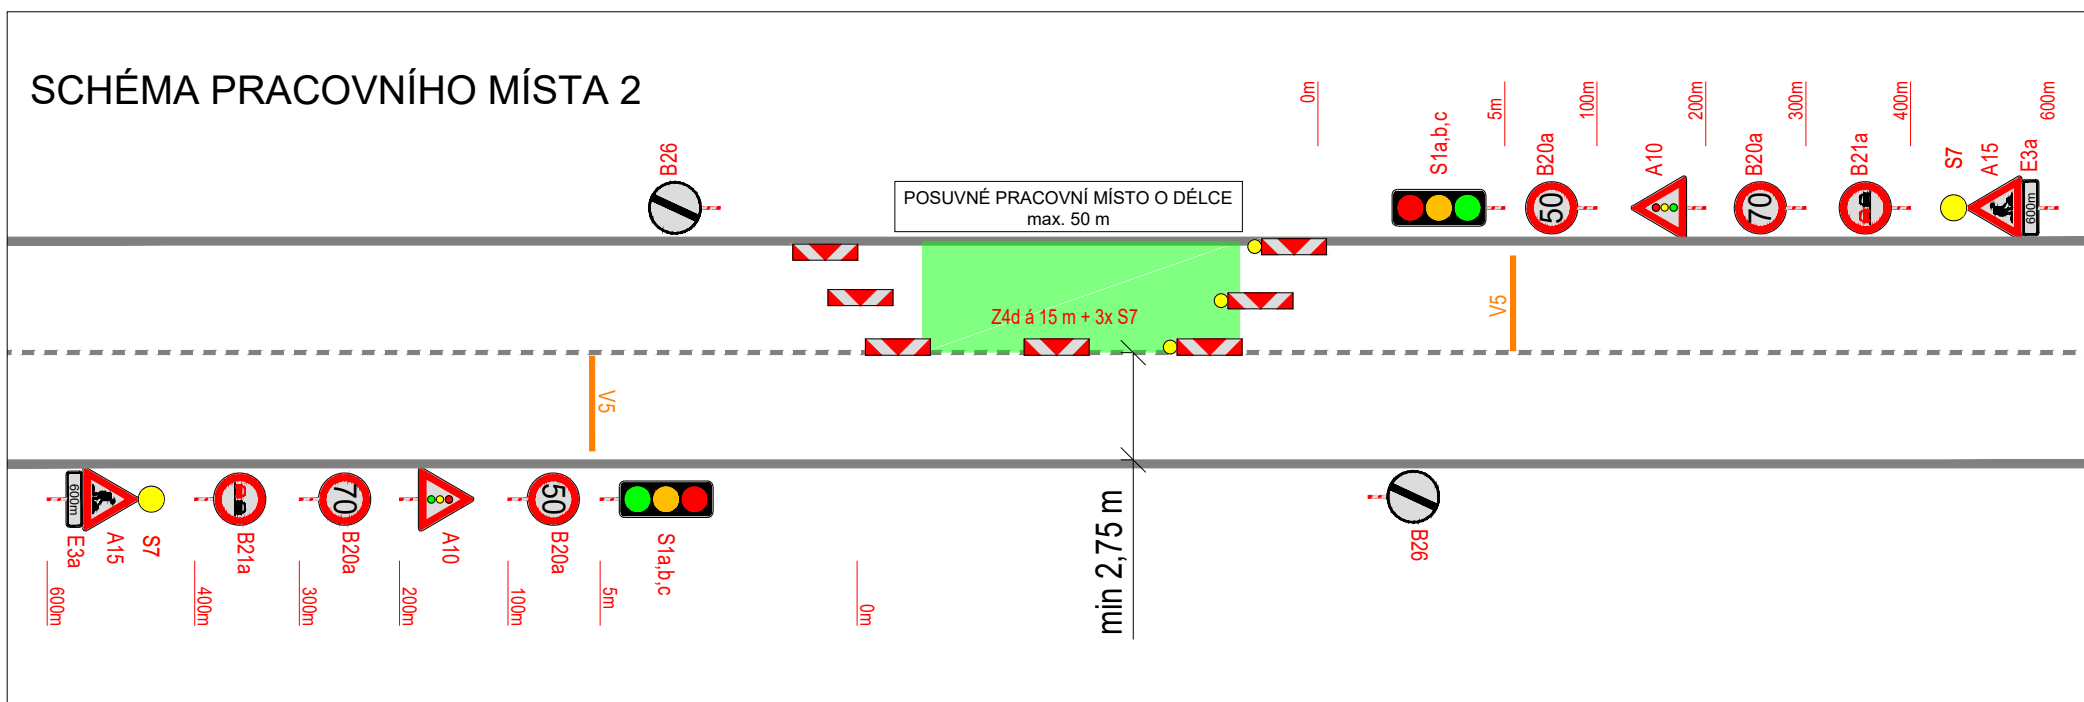 SCHÉMA PRACOVNÍHO MÍSTA 2
0m
5m
100m
200m
300m
400m
600m
B26
S1a,b,c
B20a
A10
B20a
B21a
S7
A15
E3a
50
70
600m
POSUVNÉ PRACOVNÍ MÍSTO O DÉLCE
max. 50 m
Z4d á 15 m + 3x S7
V5
V5
600m
70
50
E3a
A15
S7
B21a
B20a
A10
B20a
S1a,b,c
B26
min 2,75 m
600m
400m
300m
200m
100m
5m
0m